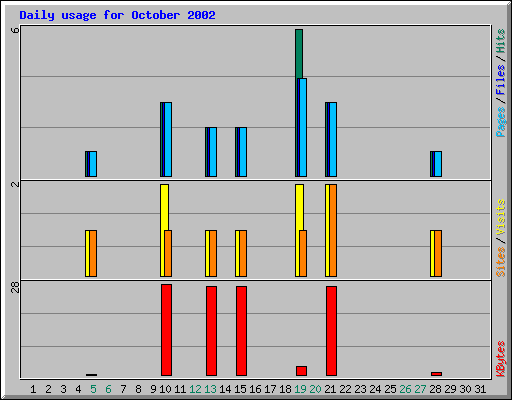 Daily usage for October 2002
6
2
28
Pages / Files / Hits
Sites / Visits
KBytes
1 2 3 4 5 6 7 8 9 10 11 12 13 14 15 16 17 18 19 20 21 22 23 24 25 26 27 28 29 30 31